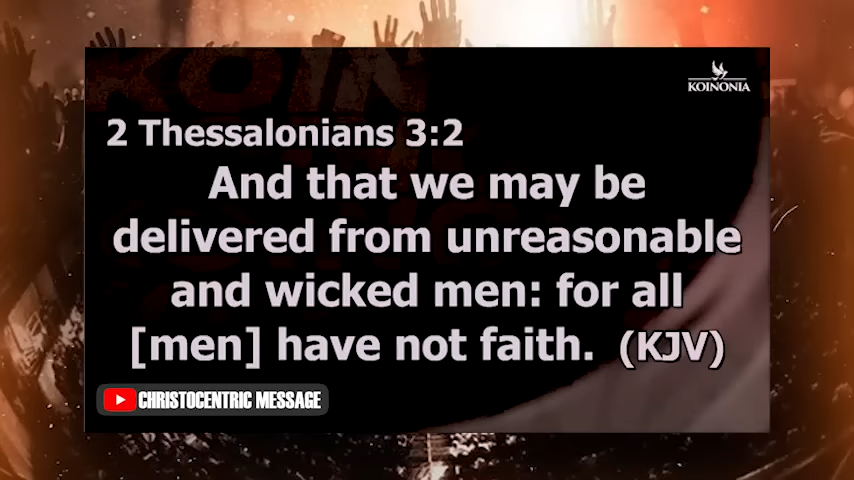 KOINONIA
2 Thessalonians 3:2
And that we may be
delivered from unreasonable
and wicked men: for all
[men] have not faith. (KJV)
CHRISTOCENTRIC MESSAGE